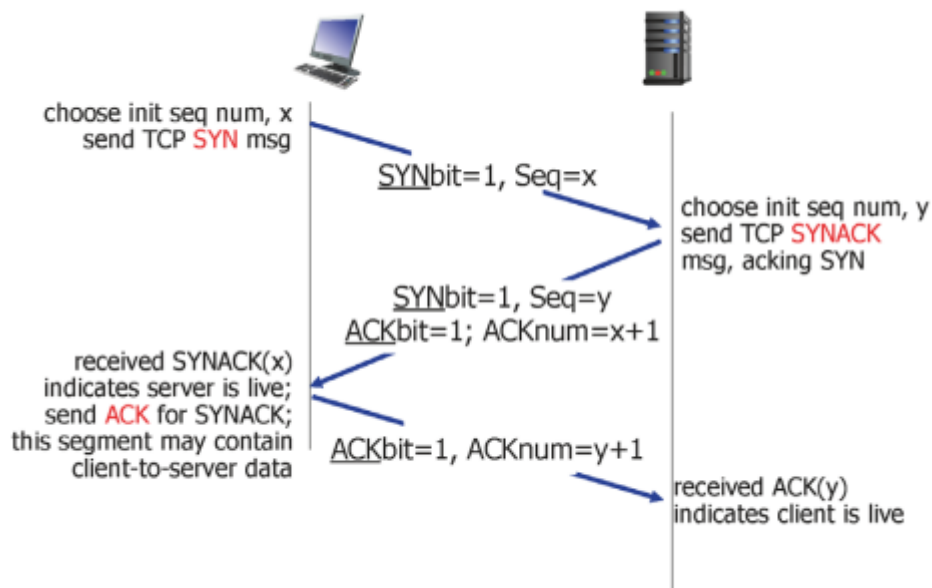 choose init seq num, x
send TCP SYN msg
SYNbit=1, Seq=x
choose init seq num, y
send TCP SYNACK
msg, acking SYN
SYNbit=1, Seq=y
ACKbit=1; ACKnum=x+1
received SYNACK(x)
indicates server is live;
send ACK for SYNACK;
this segment may contain
client-to-server data
ACKbit=1, ACKnum=y+1
received ACK(y)
indicates client is live